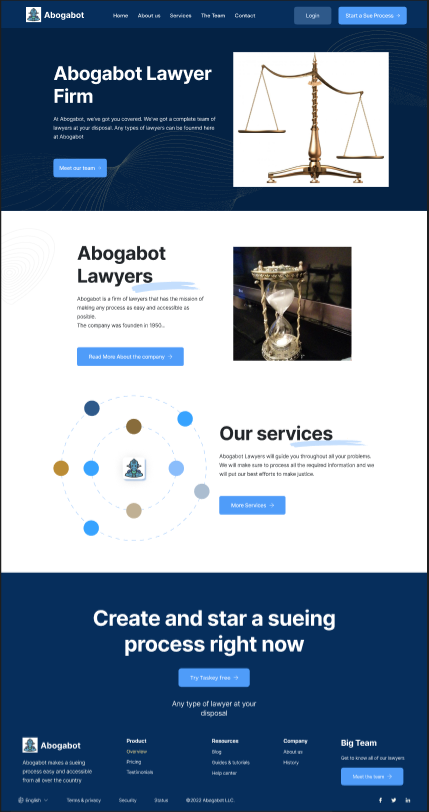 Abogabot
Home About us Services The Team Contact
Login
Start a Sue Process →
Abogabot Lawyer
Firm
At Abogabot, we've got you covered. We've got a complete team of
lawyers at your disposal. Any types of lawyers can be founmd here
at Abogabot
Meet our team →
Abogabot
Lawyers
Abogabot is a firm of lawyers that has the mission of
making any process as easy and accessible as
posible.
The company was founden in 1950...
Read More About the company →
Our services
Abogabot Lawyers will guide you throughout all your problems.
We will make sure to process all the required information and we
will put our best efforts to make justice.
More Services →
Create and star a sueing
process right now
Try Taskey free →
Any type of lawyer at your
disposal
Abogabot
Abogabot makes a sueing
process easy and accessible
from all over the country
Product
Overview
Pricing
Testimonials
Resources
Blog
Guides & tutorials
Help center
Company
About us
History
Big Team
Get to know all of our lawyers
Meet the team →
English Terms & privacy Security Status ©2022 Abogabot LLC.